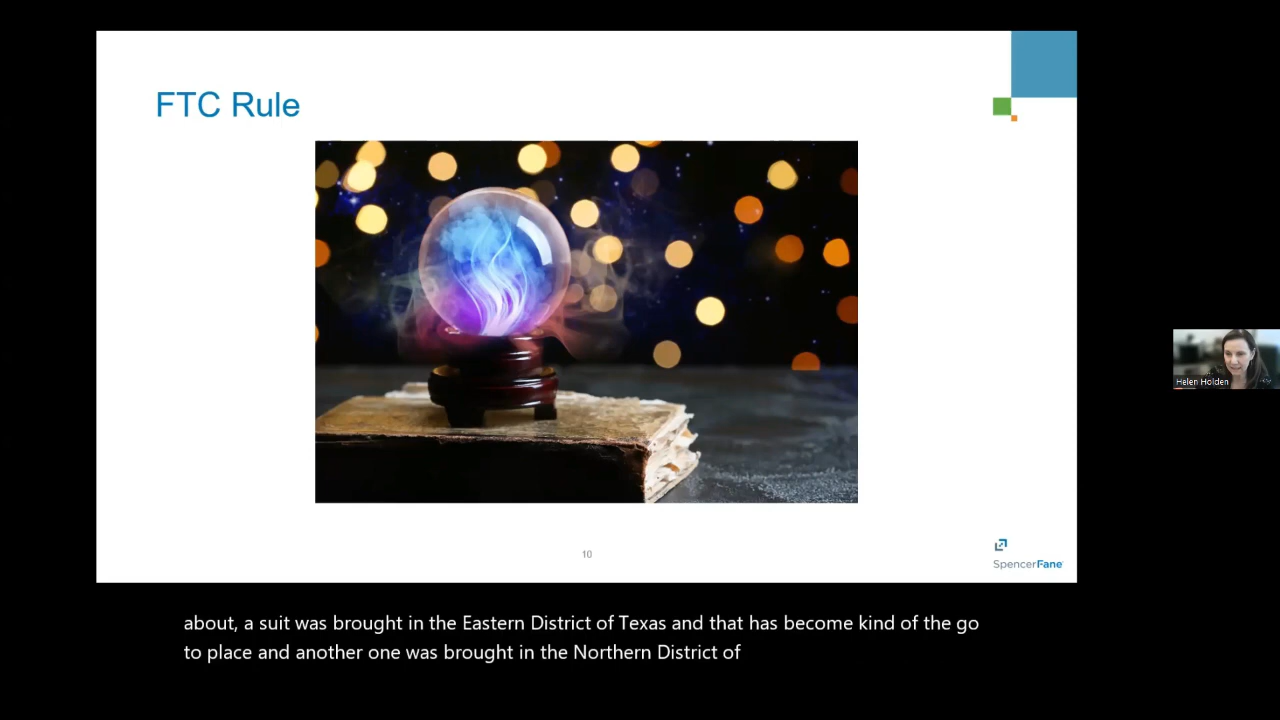 FTC Rule
Helen Holden
10
SpencerFane
about, a suit was brought in the Eastern District of Texas and that has become kind of the go
to place and another one was brought in the Northern District of